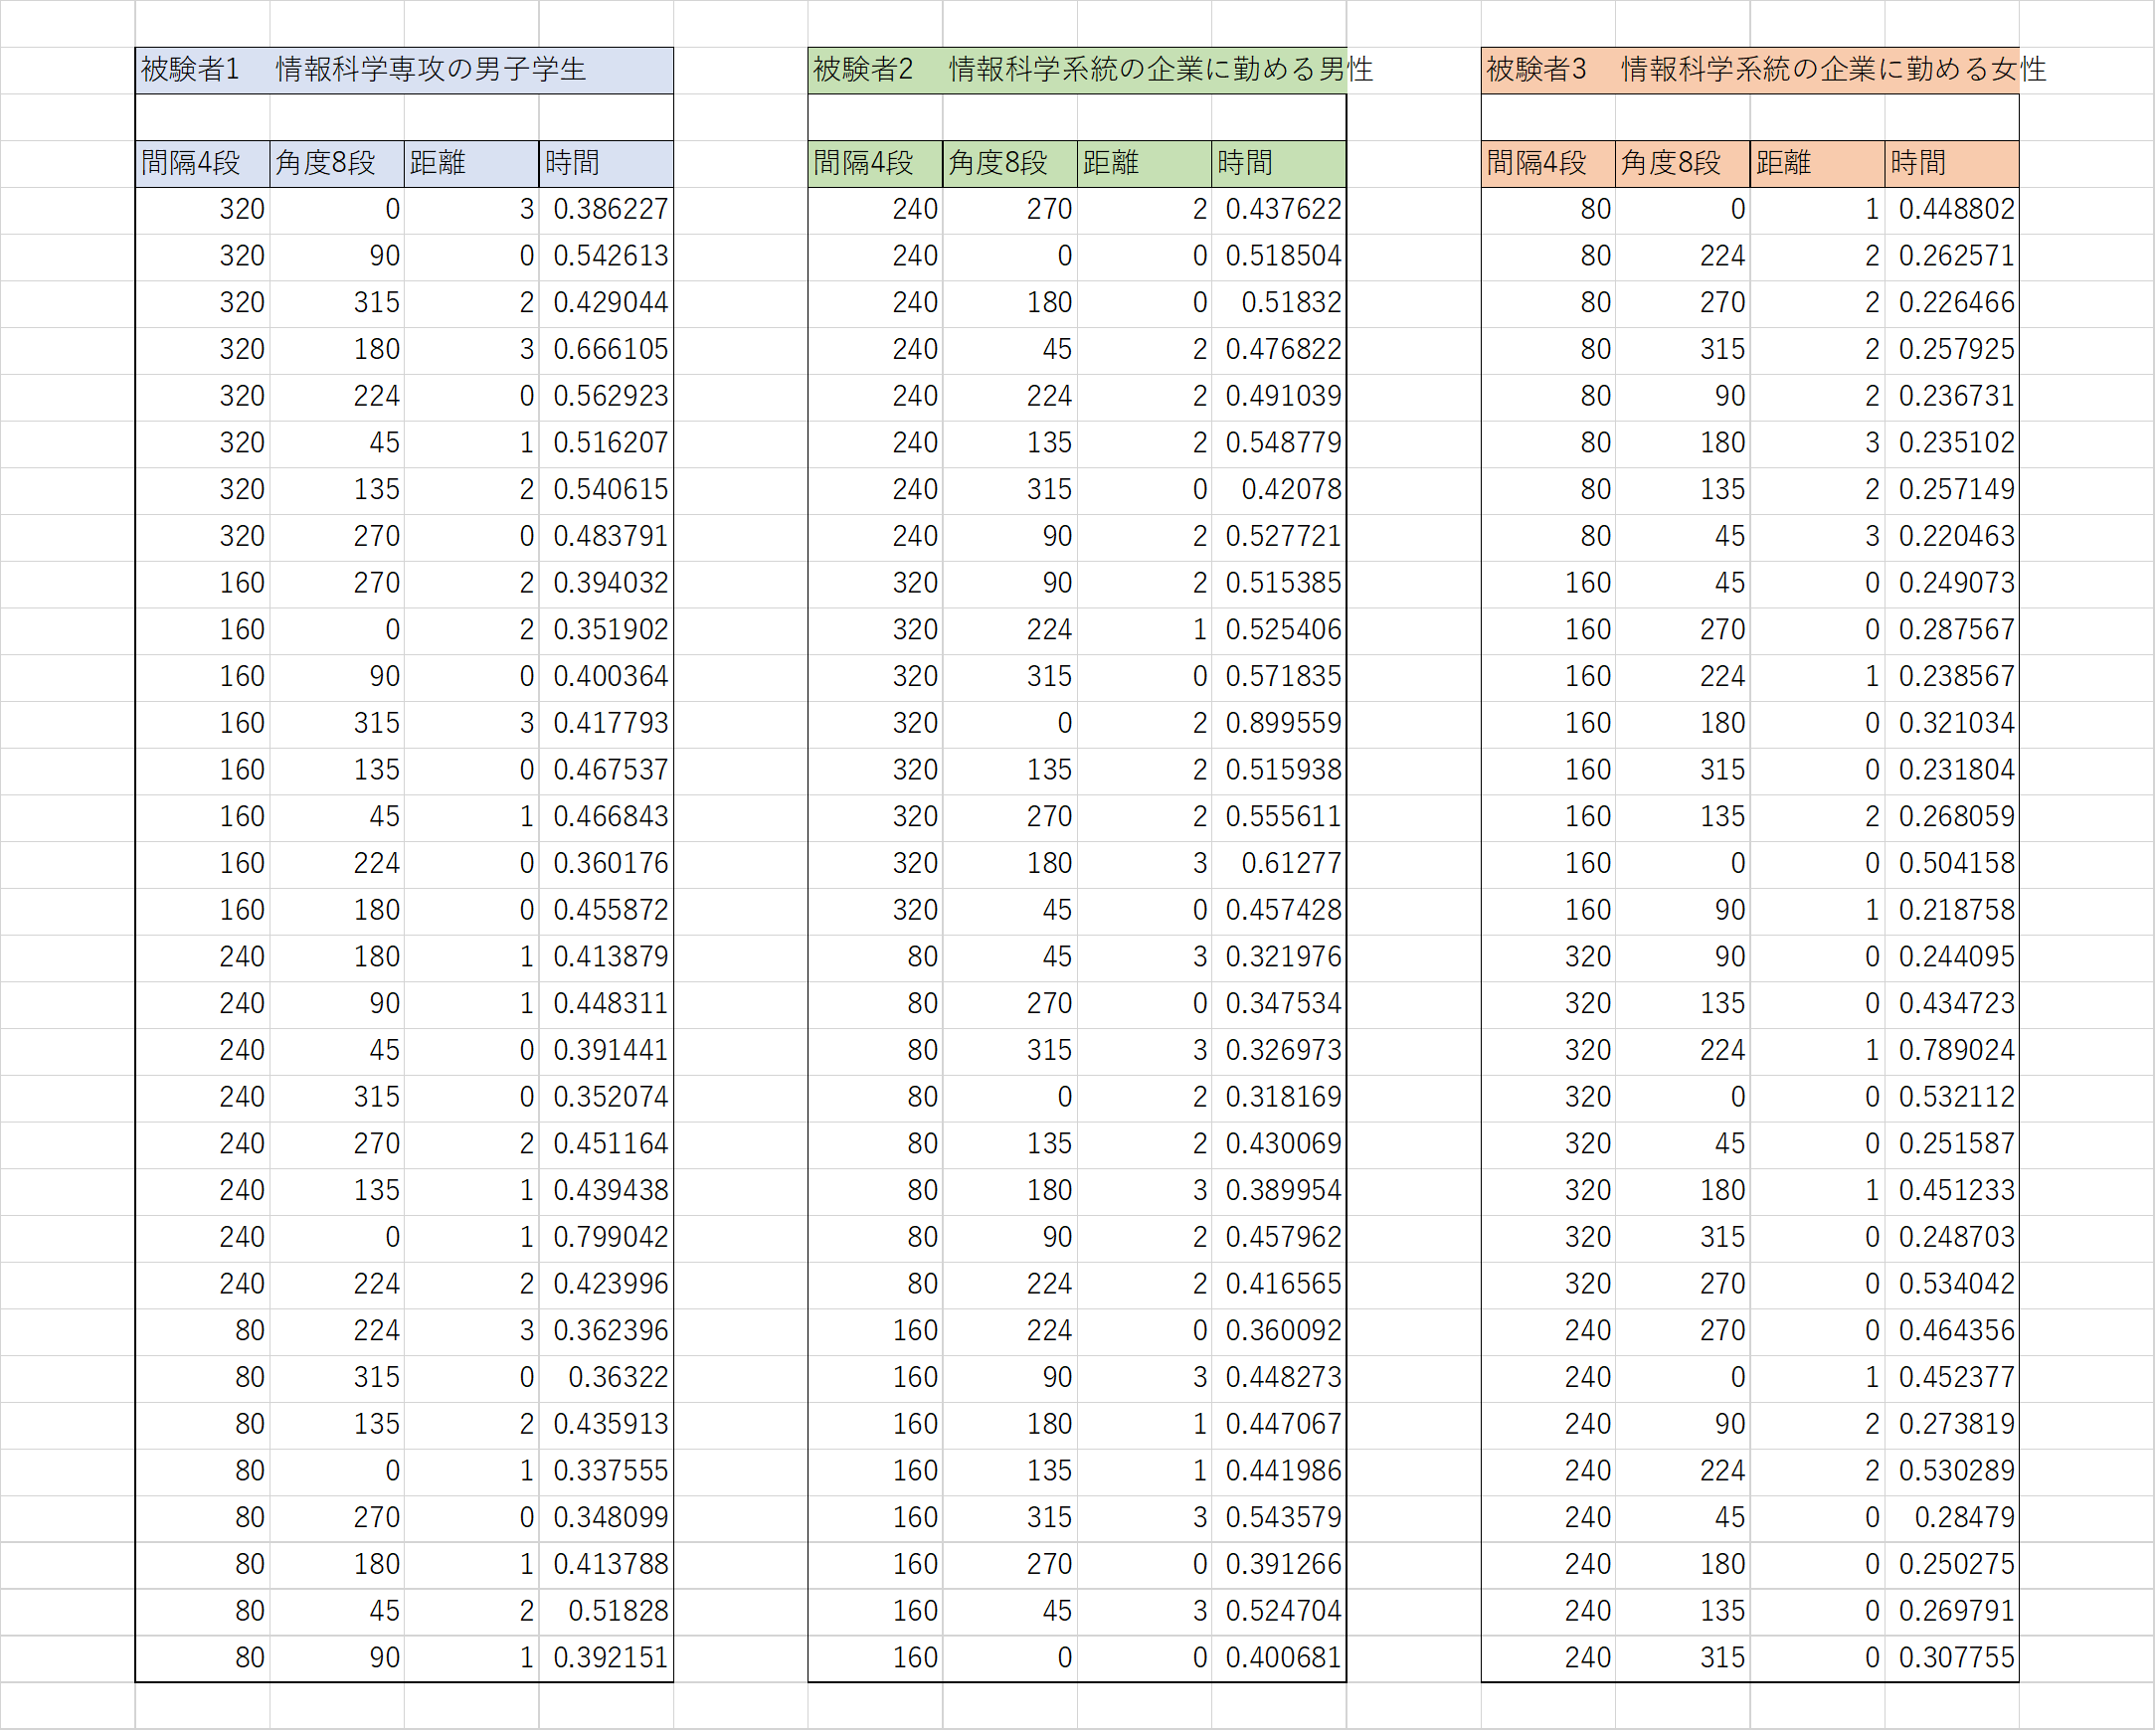 被験者1 情報科学専攻の男子学生 被験者2 情報科学系統の企業に勤める男性 被験者3 情報科学系統の企業に勤める女性
間隔4段 角度8段 距離 時間 間隔4段 角度8段 距離 時間 間隔4段 角度8段 距離 時間
320 0 3 0.386227 240 270 2 0.437622 80 0 1 0.448802
320 90 0 0.542613 240 0 0 0.518504 80 224 2 0.262571
320 315 2 0.429044 240 180 0 0.51832 80 270 2 0.226466
320 180 3 0.666105 240 45 2 0.476822 80 315 2 0.257925
320 224 0 0.562923 240 224 2 0.491039 80 90 2 0.236731
320 45 1 0.516207 240 135 2 0.548779 80 180 3 0.235102
320 135 2 0.540615 240 315 0 0.42078 80 135 2 0.257149
320 270 0 0.483791 240 90 2 0.527721 80 45 3 0.220463
160 270 2 0.394032 320 90 2 0.515385 160 45 0 0.249073
160 0 2 0.351902 320 224 1 0.525406 160 270 0 0.287567
160 90 0 0.400364 320 315 0 0.571835 160 224 1 0.238567
160 315 3 0.417793 320 0 2 0.899559 160 180 0 0.321034
160 135 0 0.467537 320 135 2 0.515938 160 315 0 0.231804
160 45 1 0.466843 320 270 2 0.555611 160 135 2 0.268059
160 224 0 0.360176 320 180 3 0.61277 160 0 0 0.504158
160 180 0 0.455872 320 45 0 0.457428 160 90 1 0.218758
240 180 1 0.413879 80 45 3 0.321976 320 90 0 0.244095
240 90 1 0.448311 80 270 0 0.347534 320 135 0 0.434723
240 45 0 0.391441 80 315 3 0.326973 320 224 1 0.789024
240 315 0 0.352074 80 0 2 0.318169 320 0 0 0.532112
240 270 2 0.451164 80 135 2 0.430069 320 45 0 0.251587
240 135 1 0.439438 80 180 3 0.389954 320 180 1 0.451233
240 0 1 0.799042 80 90 2 0.457962 320 315 0 0.248703
240 224 2 0.423996 80 224 2 0.416565 320 270 0 0.534042
80 224 3 0.362396 160 224 0 0.360092 240 270 0 0.464356
80 315 0 0.36322 160 90 3 0.448273 240 0 1 0.452377
80 135 2 0.435913 160 180 1 0.447067 240 90 2 0.273819
80 0 1 0.337555 160 135 1 0.441986 240 224 2 0.530289
80 270 0 0.348099 160 315 3 0.543579 240 45 0 0.28479
80 180 1 0.413788 160 270 0 0.391266 240 180 0 0.250275
80 45 2 0.51828 160 45 3 0.524704 240 135 0 0.269791
80 90 1 0.392151 160 0 0 0.400681 240 315 0 0.307755